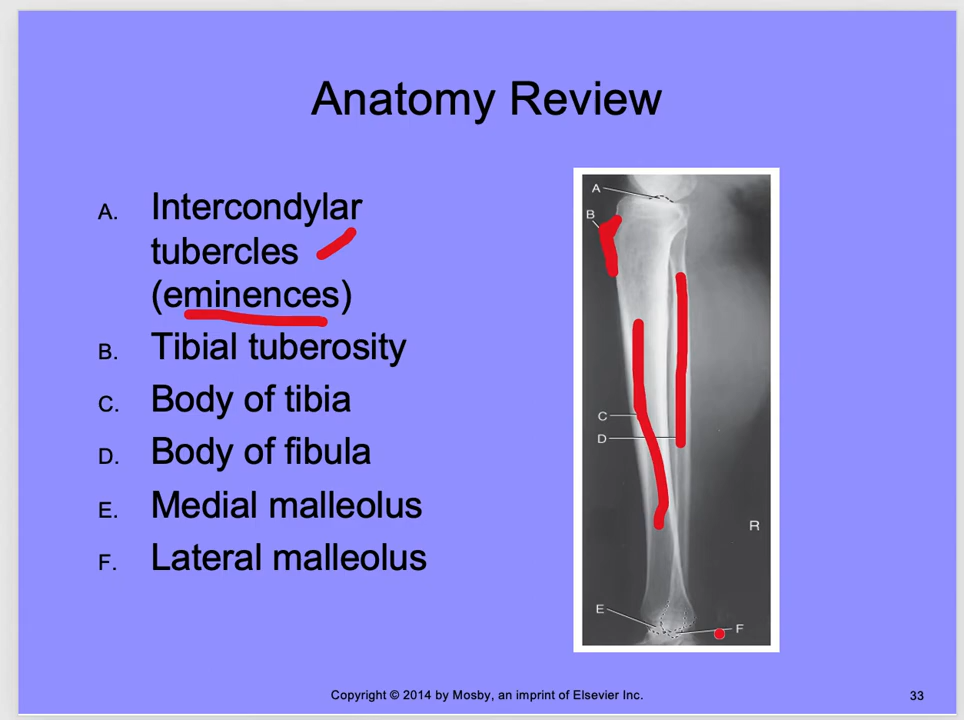 Anatomy Review
A. Intercondylar
tubercles
(eminences)
B. Tibial tuberosity
C. Body of tibia
D. Body of fibula
E. Medial malleolus
F. Lateral malleolus
A
B
C
D
R
E
F
Copyright © 2014 by Mosby, an imprint of Elsevier Inc.
33